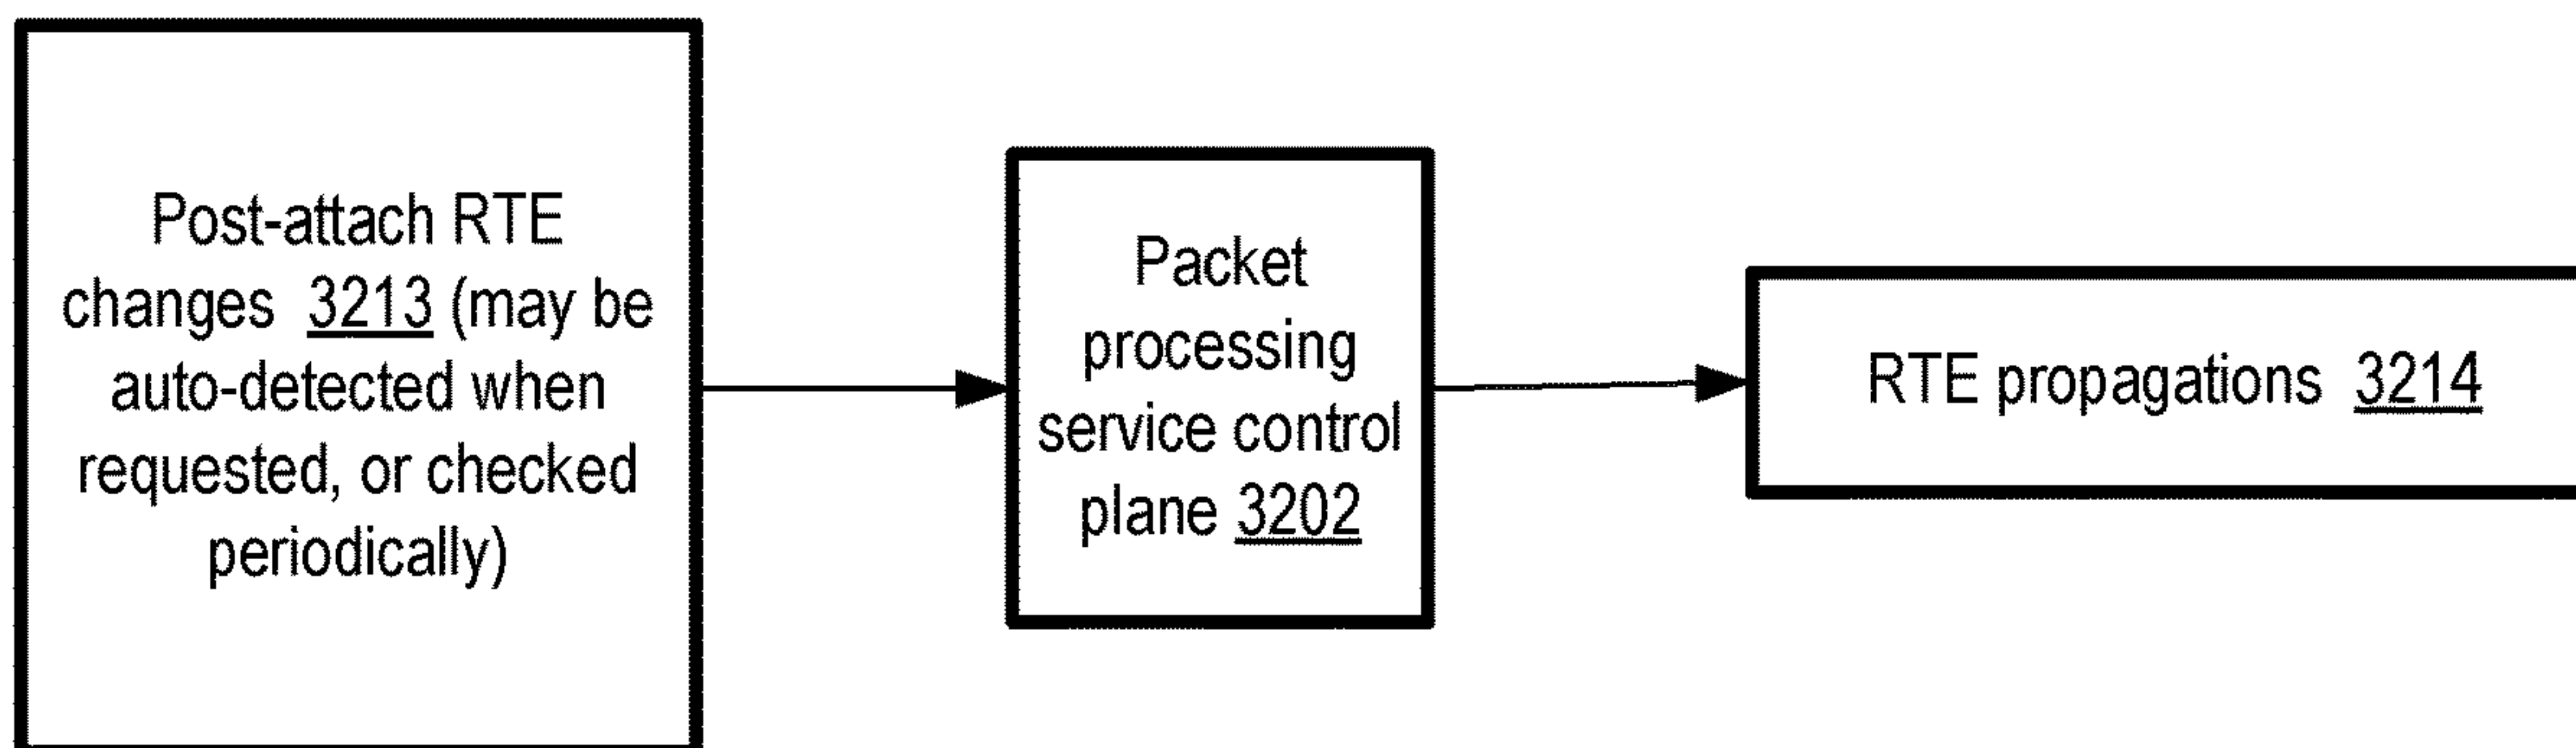 Post-attach RTE
changes 3213 (may be
auto-detected when
requested, or checked
periodically)
Packet
processing
service control
plane 3202
RTE propagations 3214